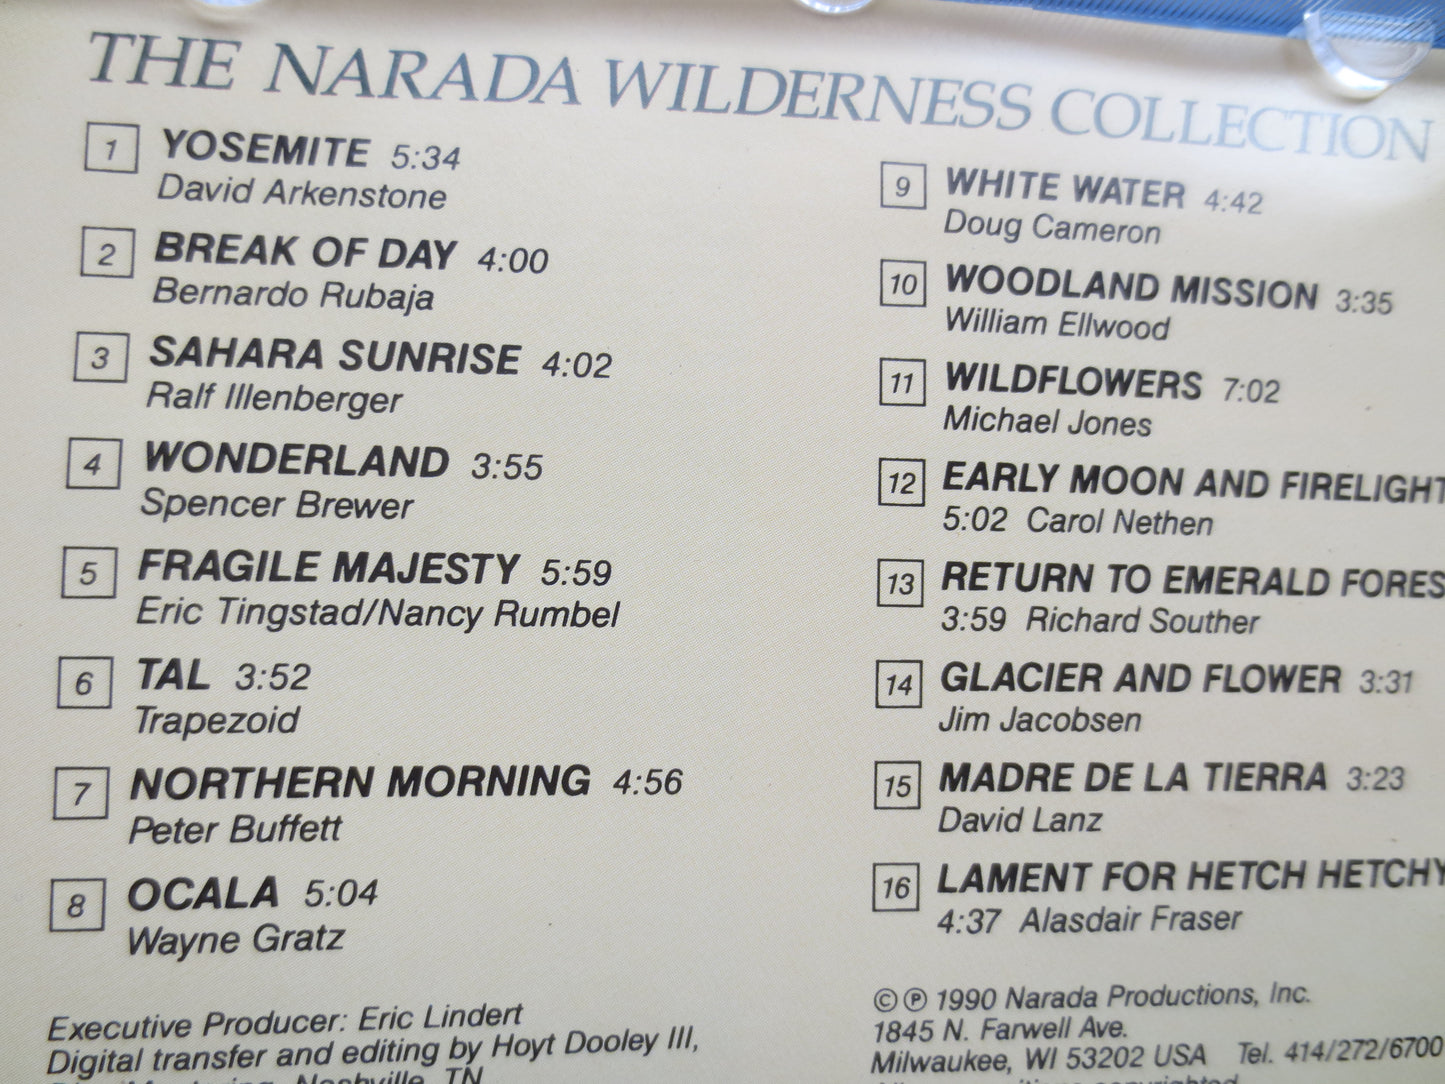 THE NARADA WILDERNESS COLLECTION
1 YOSEMITE 5:34
David Arkenstone
2 BREAK OF DAY 4:00
Bernardo Rubaja
3 SAHARA SUNRISE 4:02
Ralf Illenberger
4 WONDERLAND 3:55
Spencer Brewer
5 FRAGILE MAJESTY 5:59
Eric Tingstad/Nancy Rumbel
6 TAL 3:52
Trapezoid
7 NORTHERN MORNING 4:56
Peter Buffett
8 OCALA 5:04
Wayne Gratz
Executive Producer: Eric Lindert
Digital transfer and editing by Hoyt Dooley III,
Nashville, TN
9 WHITE WATER 4:42
Doug Cameron
10 WOODLAND MISSION 3:35
William Ellwood
11 WILDFLOWERS 7:02
Michael Jones
12 EARLY MOON AND FIRELIGHT
5:02 Carol Nethen
13 RETURN TO EMERALD FORES
3:59 Richard Souther
14 GLACIER AND FLOWER 3:31
Jim Jacobsen
15 MADRE DE LA TIERRA 3:23
David Lanz
16 LAMENT FOR HETCH HETCHY
4:37 Alasdair Fraser
© ℗ 1990 Narada Productions, Inc.
1845 N. Farwell Ave.
Milwaukee, WI 53202 USA Tel. 414/272/6700